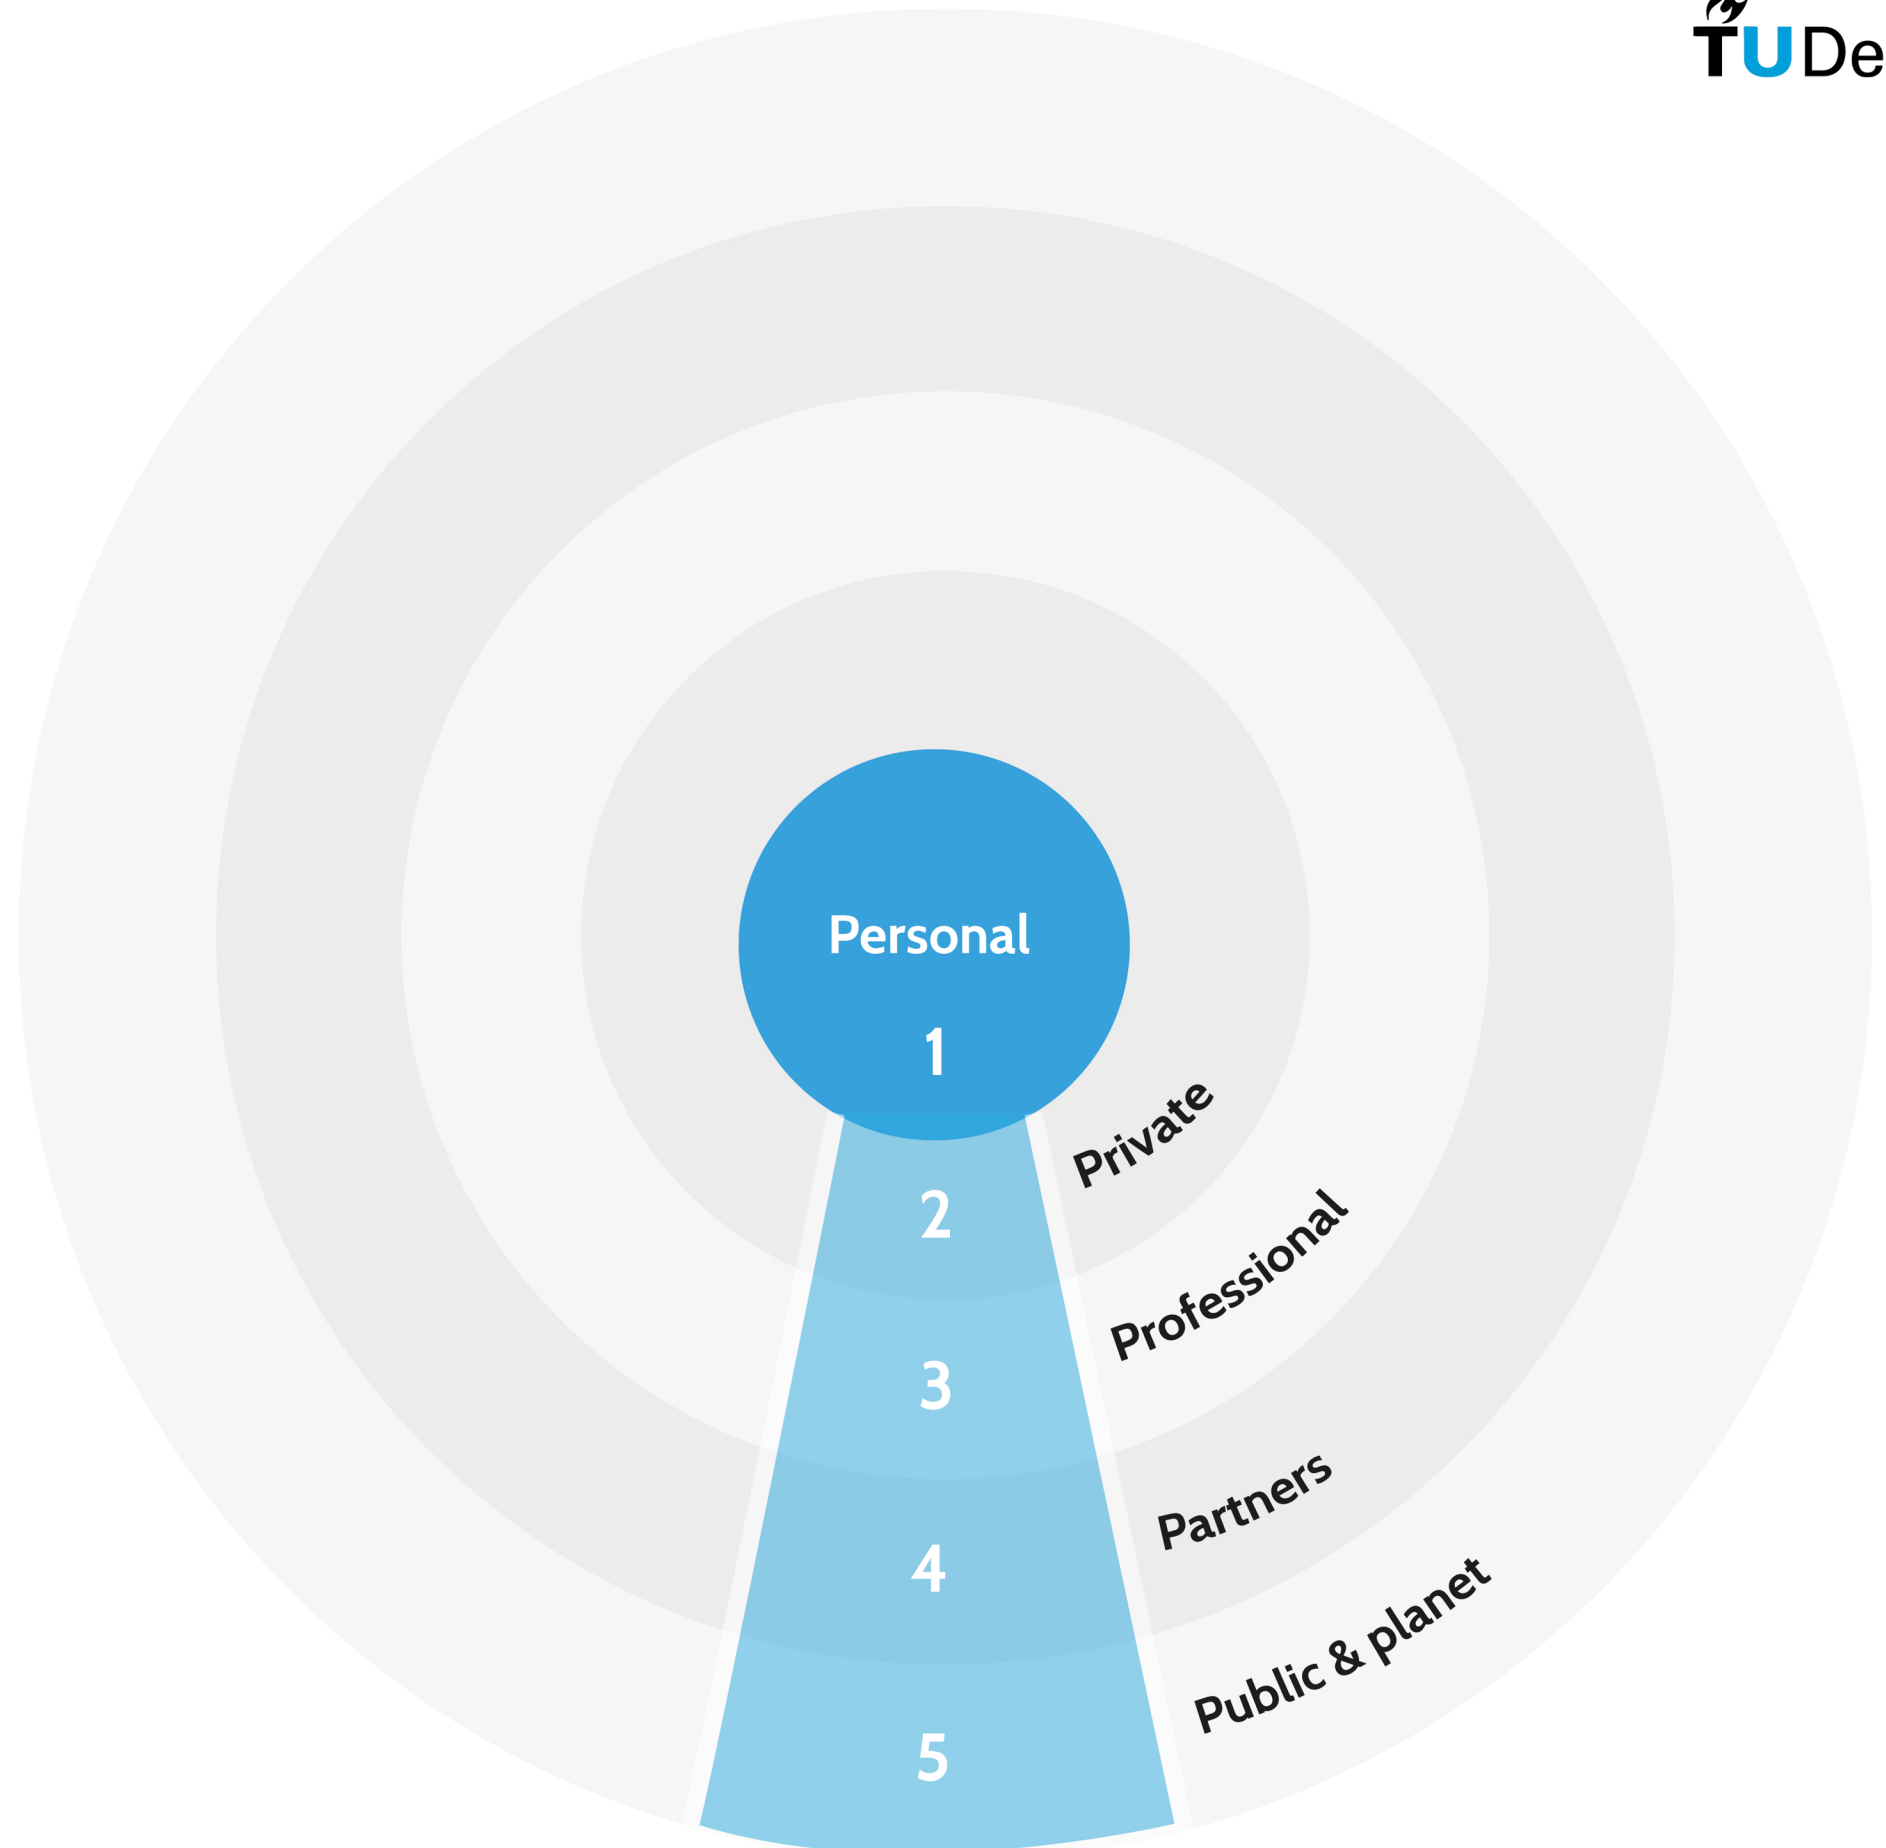 TUDe
Personal
1
Private
2
Professional
3
Partners
4
Public & planet
5